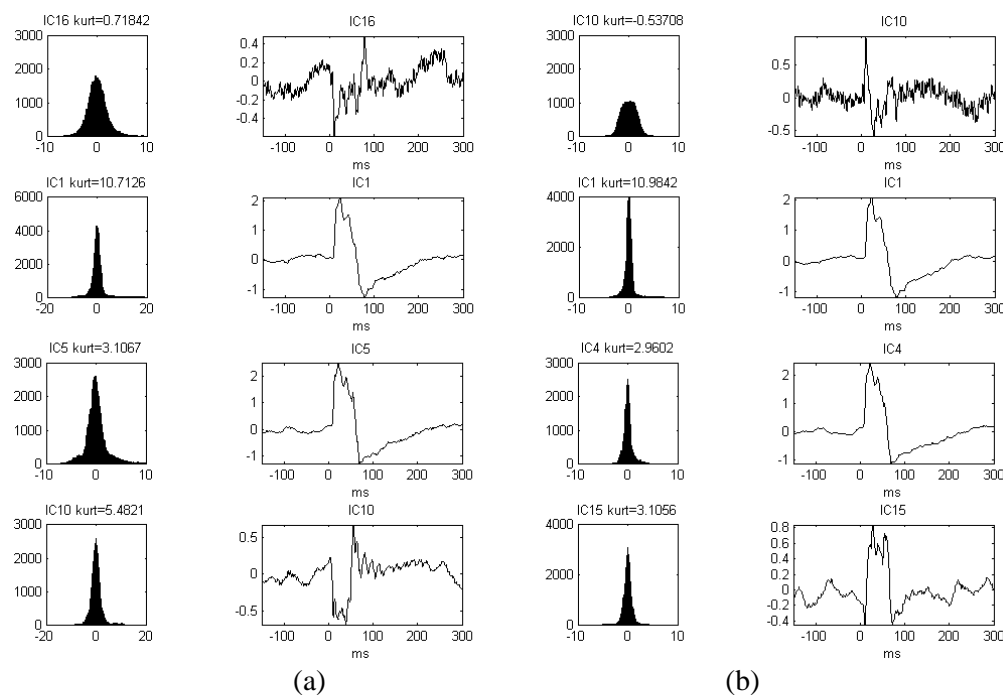 IC16 kurt=0.71842
3000
2000
1000
0
-10 0 10
IC16
0.4
0.2
0
-0.2
-0.4
-100 0 100 200 300
ms
IC10 kurt=-0.53708
3000
2000
1000
0
-10 0 10
IC10
0.5
0
-0.5
-100 0 100 200 300
ms
IC1 kurt=10.7126
6000
4000
2000
0
-20 0 20
IC1
2
1
0
-1
-100 0 100 200 300
ms
IC1 kurt=10.9842
4000
2000
0
-10 0 10
IC1
2
1
0
-1
-100 0 100 200 300
ms
IC5 kurt=3.1067
3000
2000
1000
0
-10 0 10
IC5
2
1
0
-1
-100 0 100 200 300
ms
IC4 kurt=2.9602
3000
2000
1000
0
-10 0 10
IC4
2
1
0
-1
-100 0 100 200 300
ms
IC10 kurt=5.4821
3000
2000
1000
0
-20 0 20
IC10
0.5
0
-0.5
-100 0 100 200 300
ms
IC15 kurt=3.1056
4000
2000
0
-10 0 10
IC15
0.8
0.6
0.4
0.2
0
-0.2
-0.4
-100 0 100 200 300
ms
(a)
(b)